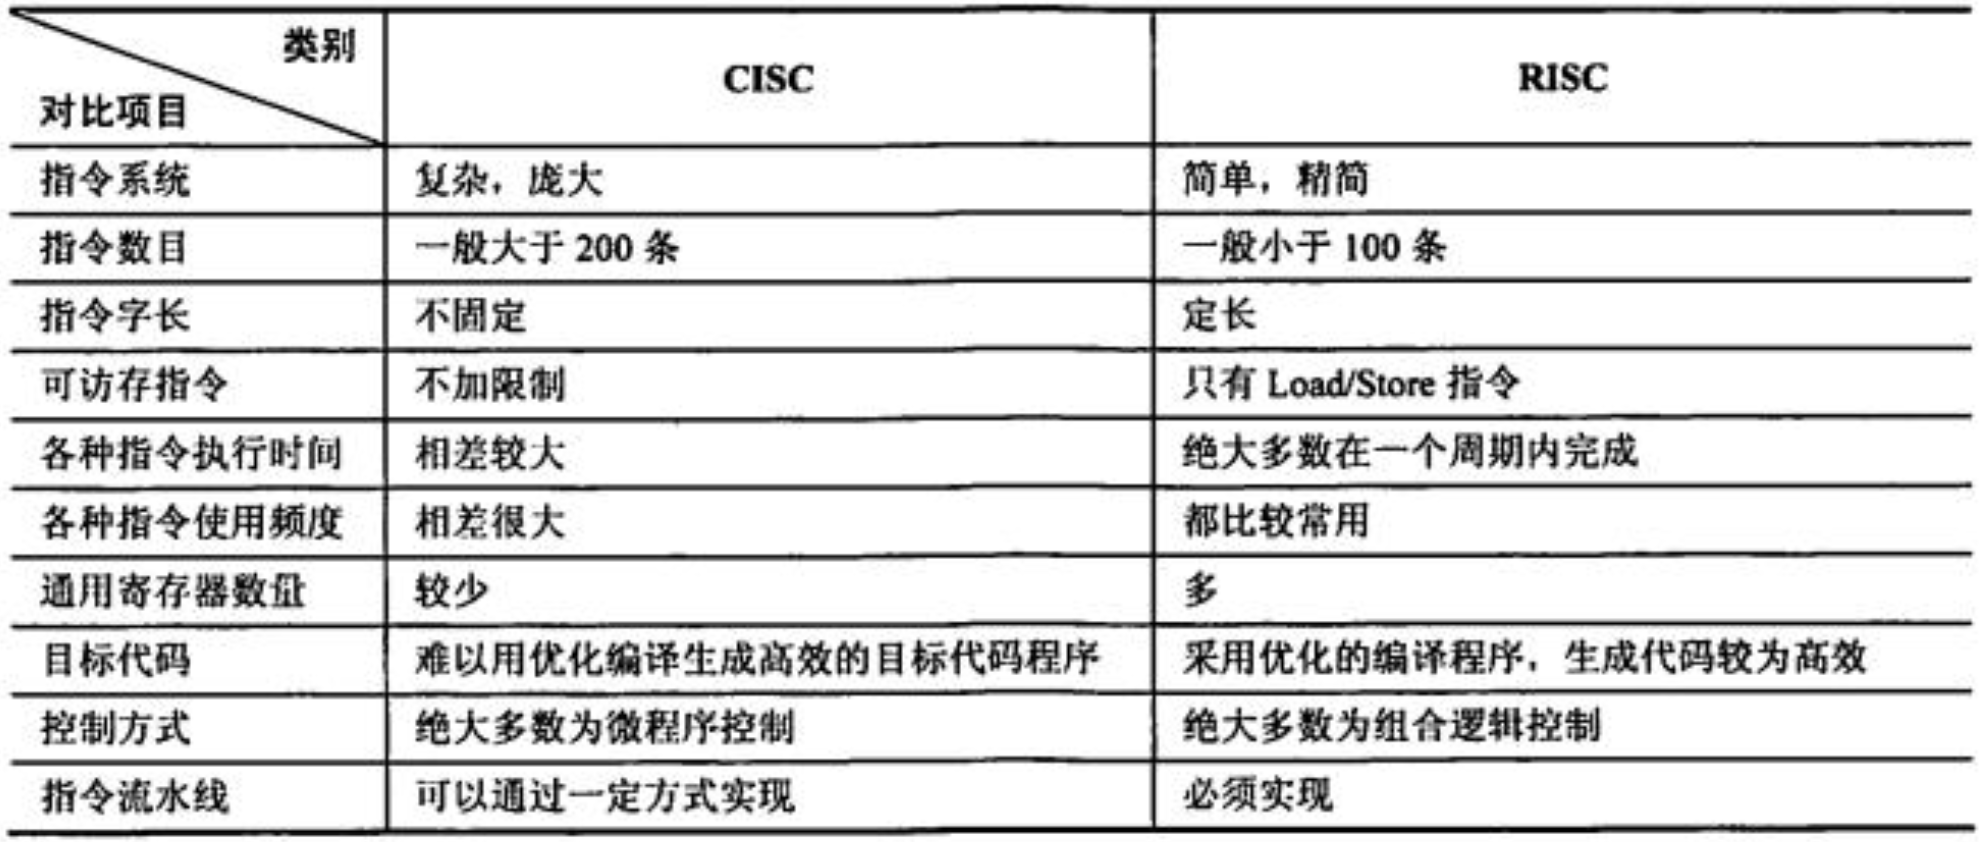 类别
对比项目
CISC
RISC
指令系统
复杂，庞大
简单，精简
指令数目
一般大于 200 条
一般小于 100 条
指令字长
不固定
定长
可访存指令
不加限制
只有 Load/Store 指令
各种指令执行时间
相差较大
绝大多数在一个周期内完成
各种指令使用频度
相差很大
都比较常用
通用寄存器数量
较少
多
目标代码
难以用优化编译生成高效的目标代码程序
采用优化的编译程序，生成代码较为高效
控制方式
绝大多数为微程序控制
绝大多数为组合逻辑控制
指令流水线
可以通过一定方式实现
必须实现